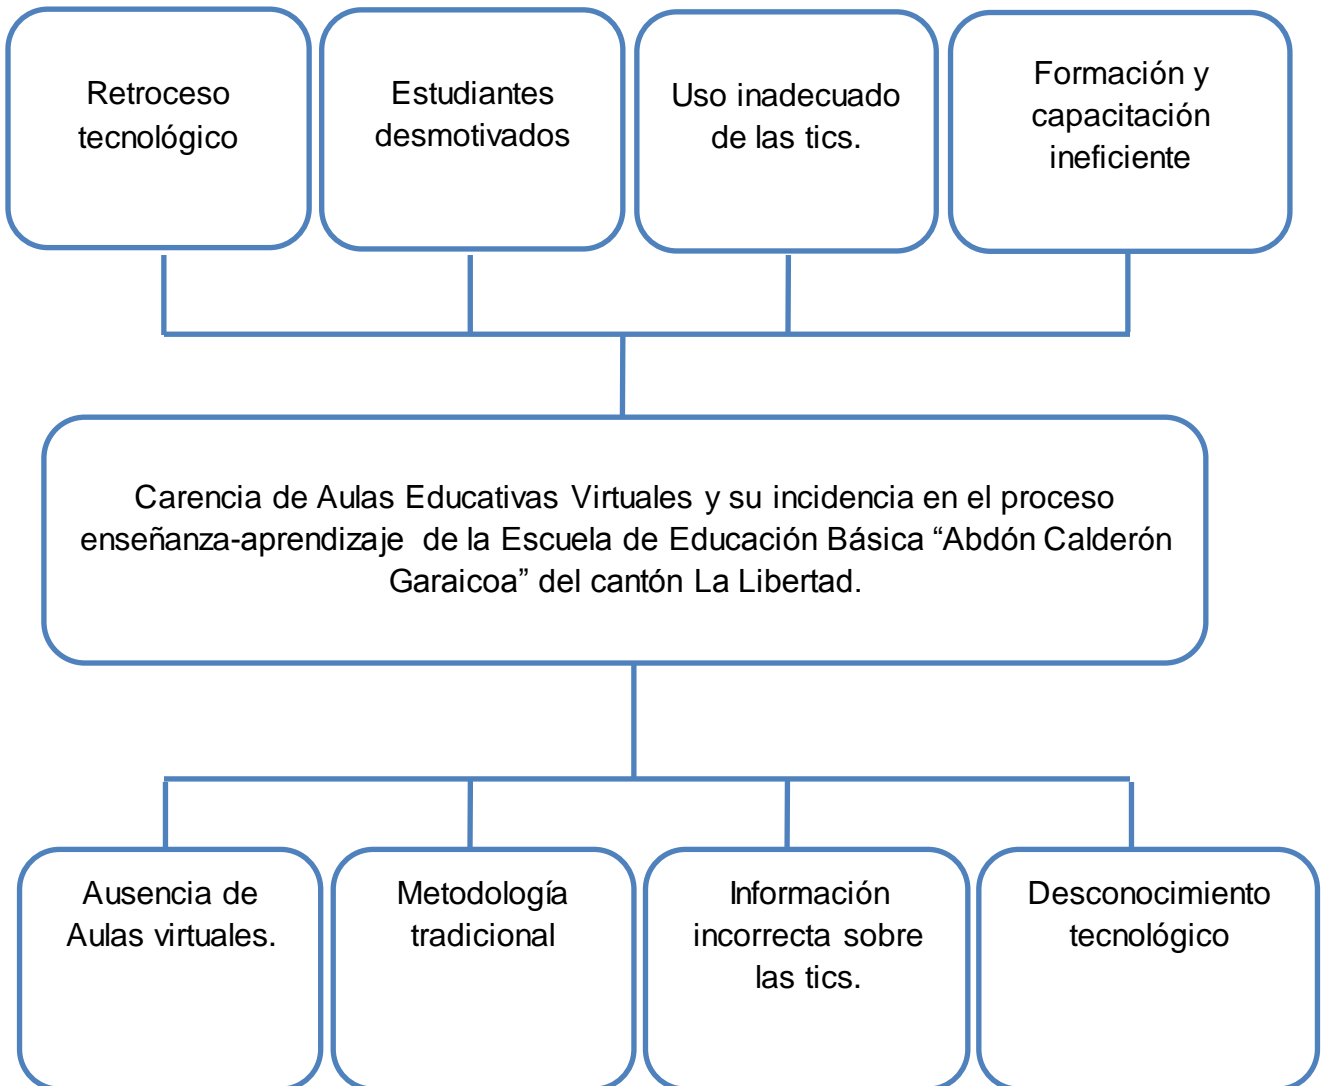 Retroceso
tecnológico
Estudiantes
desmotivados
Uso inadecuado
de las tics.
Formación y
capacitación
ineficiente
Carencia de Aulas Educativas Virtuales y su incidencia en el proceso
enseñanza-aprendizaje de la Escuela de Educación Básica “Abdón Calderón
Garaicoa” del cantón La Libertad.
Ausencia de
Aulas virtuales.
Metodología
tradicional
Información
incorrecta sobre
las tics.
Desconocimiento
tecnológico